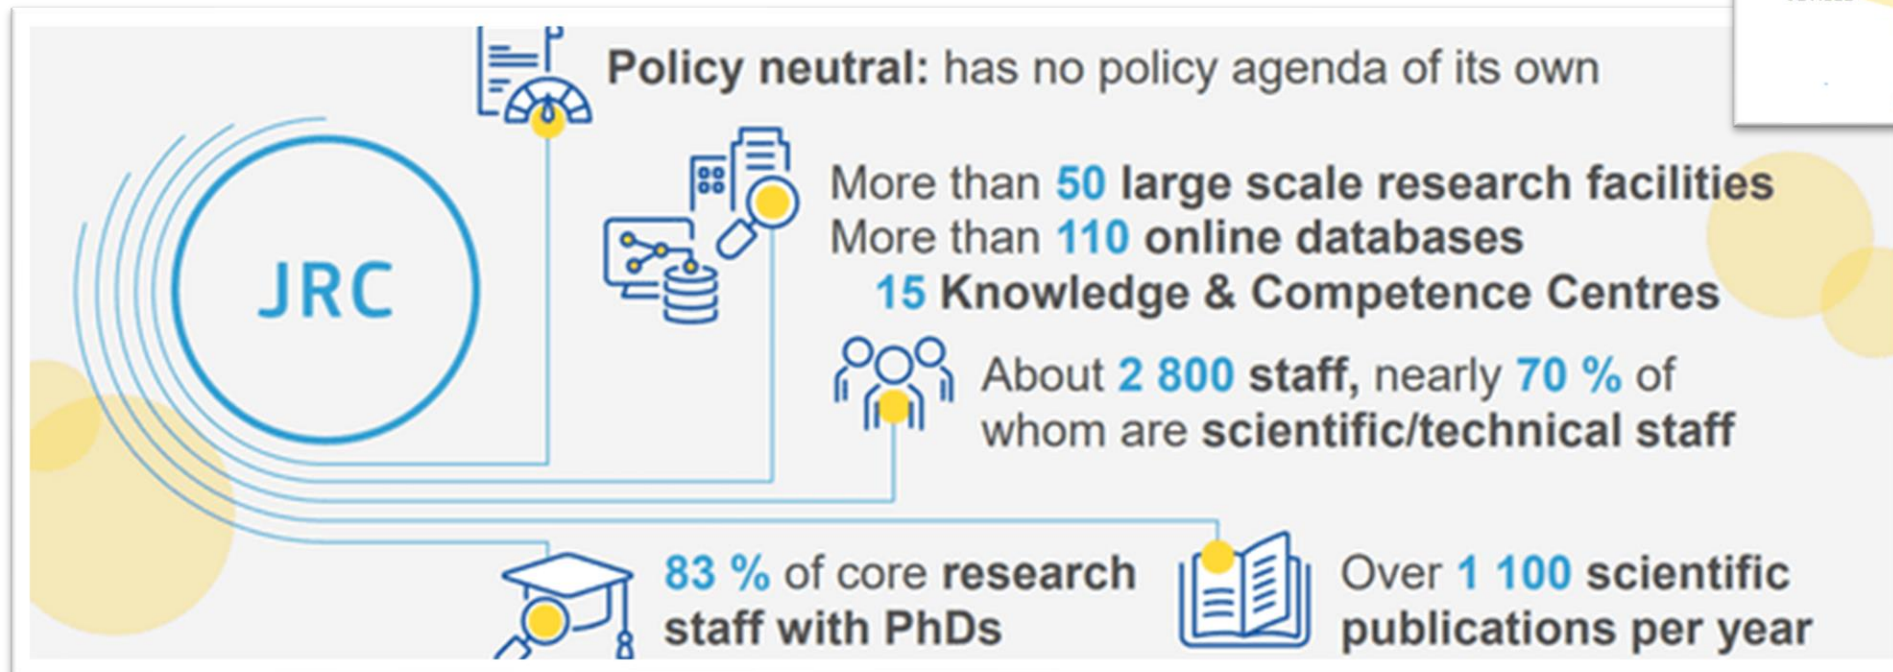 Policy neutral: has no policy agenda of its own
JRC
More than 50 large scale research facilities
More than 110 online databases
15 Knowledge & Competence Centres
About 2 800 staff, nearly 70 % of
whom are scientific/technical staff
83 % of core research
staff with PhDs
Over 1 100 scientific
publications per year